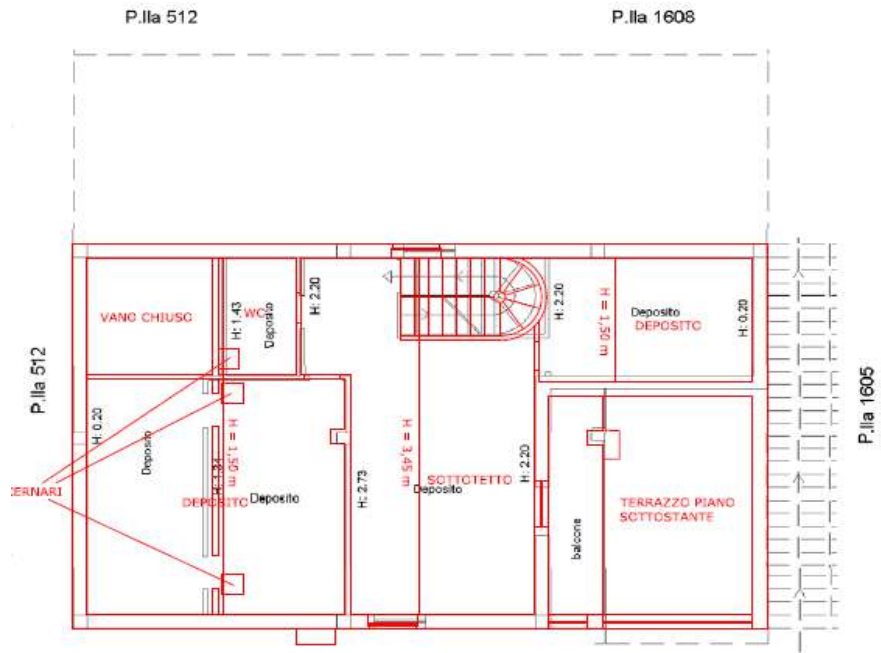 P.lla 512
P.lla 1608
VANO CHIUSO
H: 1.43
WC
Deposito
H: 2.20
H: 2.20
H = 1,50 m
Deposito
DEPOSITO
H: 0.20
P.lla 512
P.lla 1605
H: 0.20
Deposito
H = 1,50 m
DEPOSITO
Deposito
H: 2.73
H = 3,45 m
SOTTOTETTO
Deposito
H: 2.20
balcone
TERRAZZO PIANO
SOTTOSTANTE
CERNARI